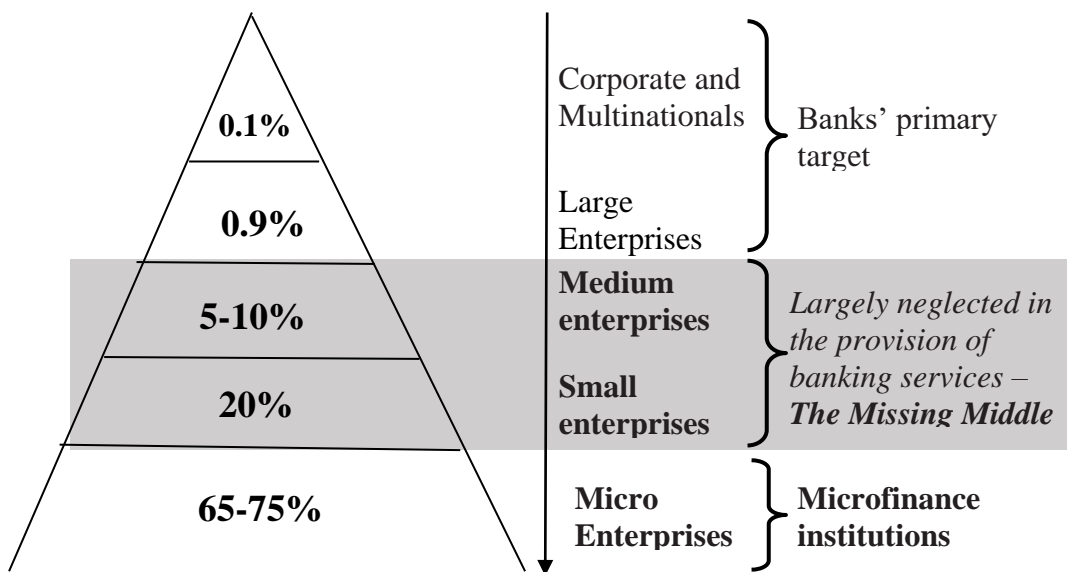 0.1%
0.9%
5-10%
20%
65-75%
Corporate and
Multinationals
Large
Enterprises
Medium
enterprises
Small
enterprises
Micro
Enterprises
Banks’ primary
target
Largely neglected in
the provision of
banking services –
The Missing Middle
Microfinance
institutions